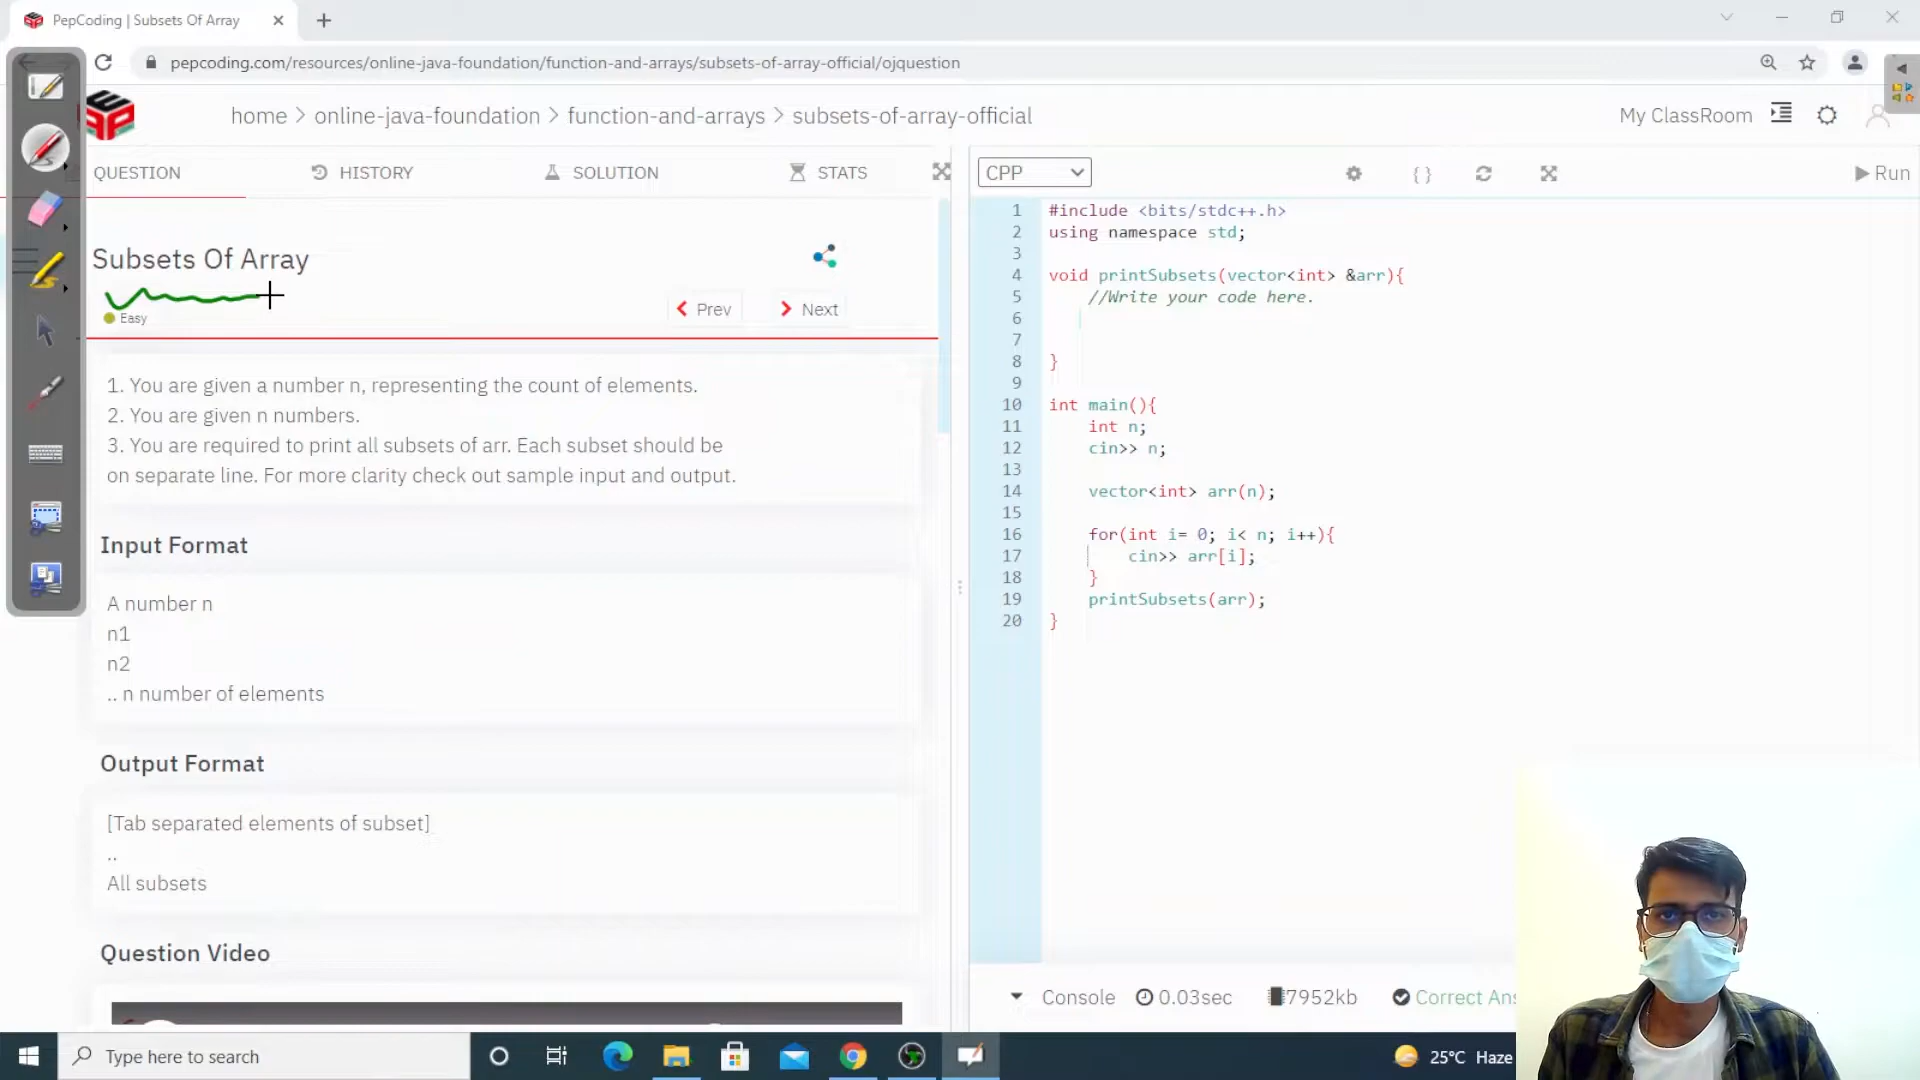 PepCoding | Subsets Of Array
pepcoding.com/resources/online-java-foundation/function-and-arrays/subsets-of-array-official/ojquestion
home > online-java-foundation > function-and-arrays > subsets-of-array-official
My ClassRoom
QUESTION
HISTORY
SOLUTION
STATS
Subsets Of Array
Easy
Prev
Next
1. You are given a number n, representing the count of elements.
2. You are given n numbers.
3. You are required to print all subsets of arr. Each subset should be
on separate line. For more clarity check out sample input and output.
Input Format
A number n
n1
n2
.. n number of elements
Output Format
[Tab separated elements of subset]
..
All subsets
Question Video
CPP
{ }
Run
1 #include <bits/stdc++.h>
2 using namespace std;
3
4 void printSubsets(vector<int> &arr){
5 //Write your code here.
6
7
8 }
9
10 int main(){
11 int n;
12 cin>> n;
13
14 vector<int> arr(n);
15
16 for(int i= 0; i< n; i++){
17 cin>> arr[i];
18 }
19 printSubsets(arr);
20 }
Console
0.03sec
7952kb
Correct Ans
Type here to search
25°C Haze